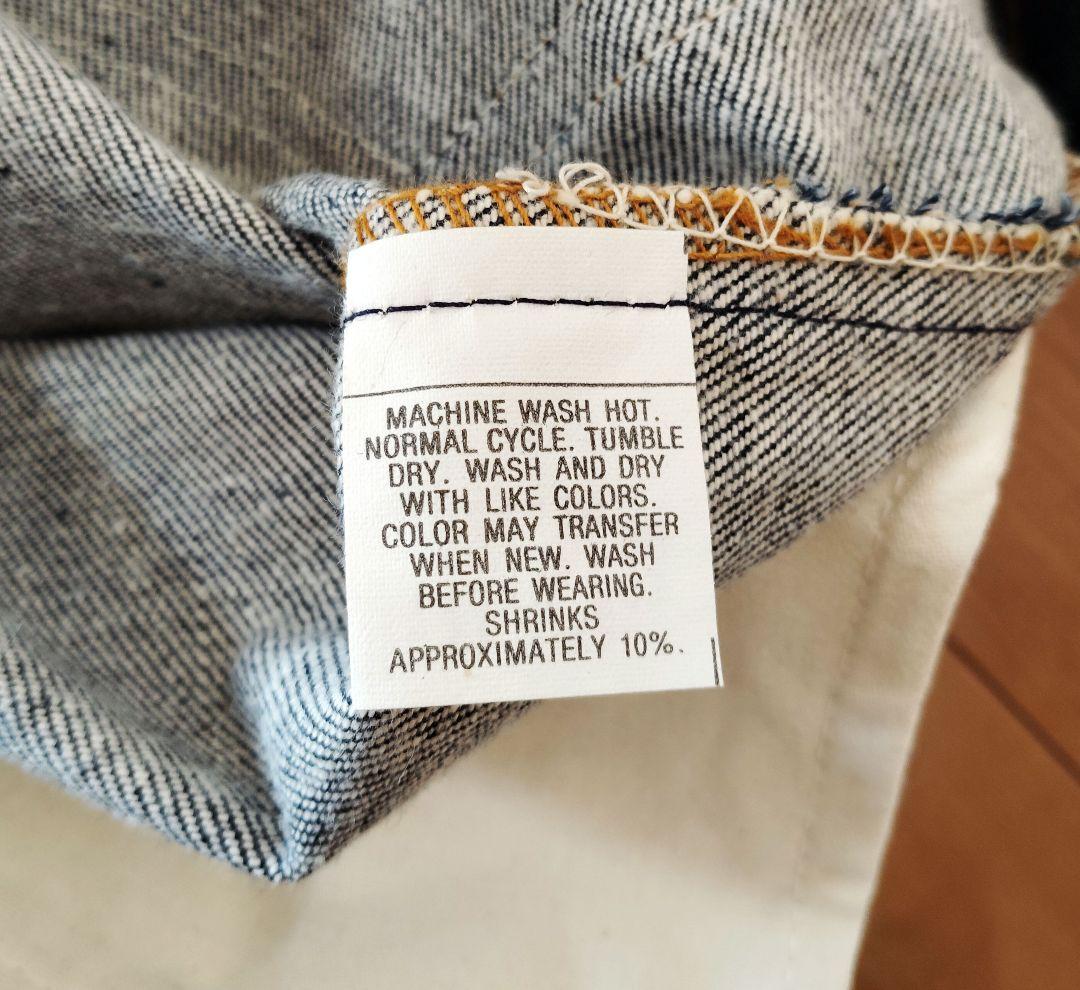 MACHINE WASH HOT.
NORMAL CYCLE. TUMBLE
DRY. WASH AND DRY
WITH LIKE COLORS.
COLOR MAY TRANSFER
WHEN NEW. WASH
BEFORE WEARING.
SHRINKS
APPROXIMATELY 10%.